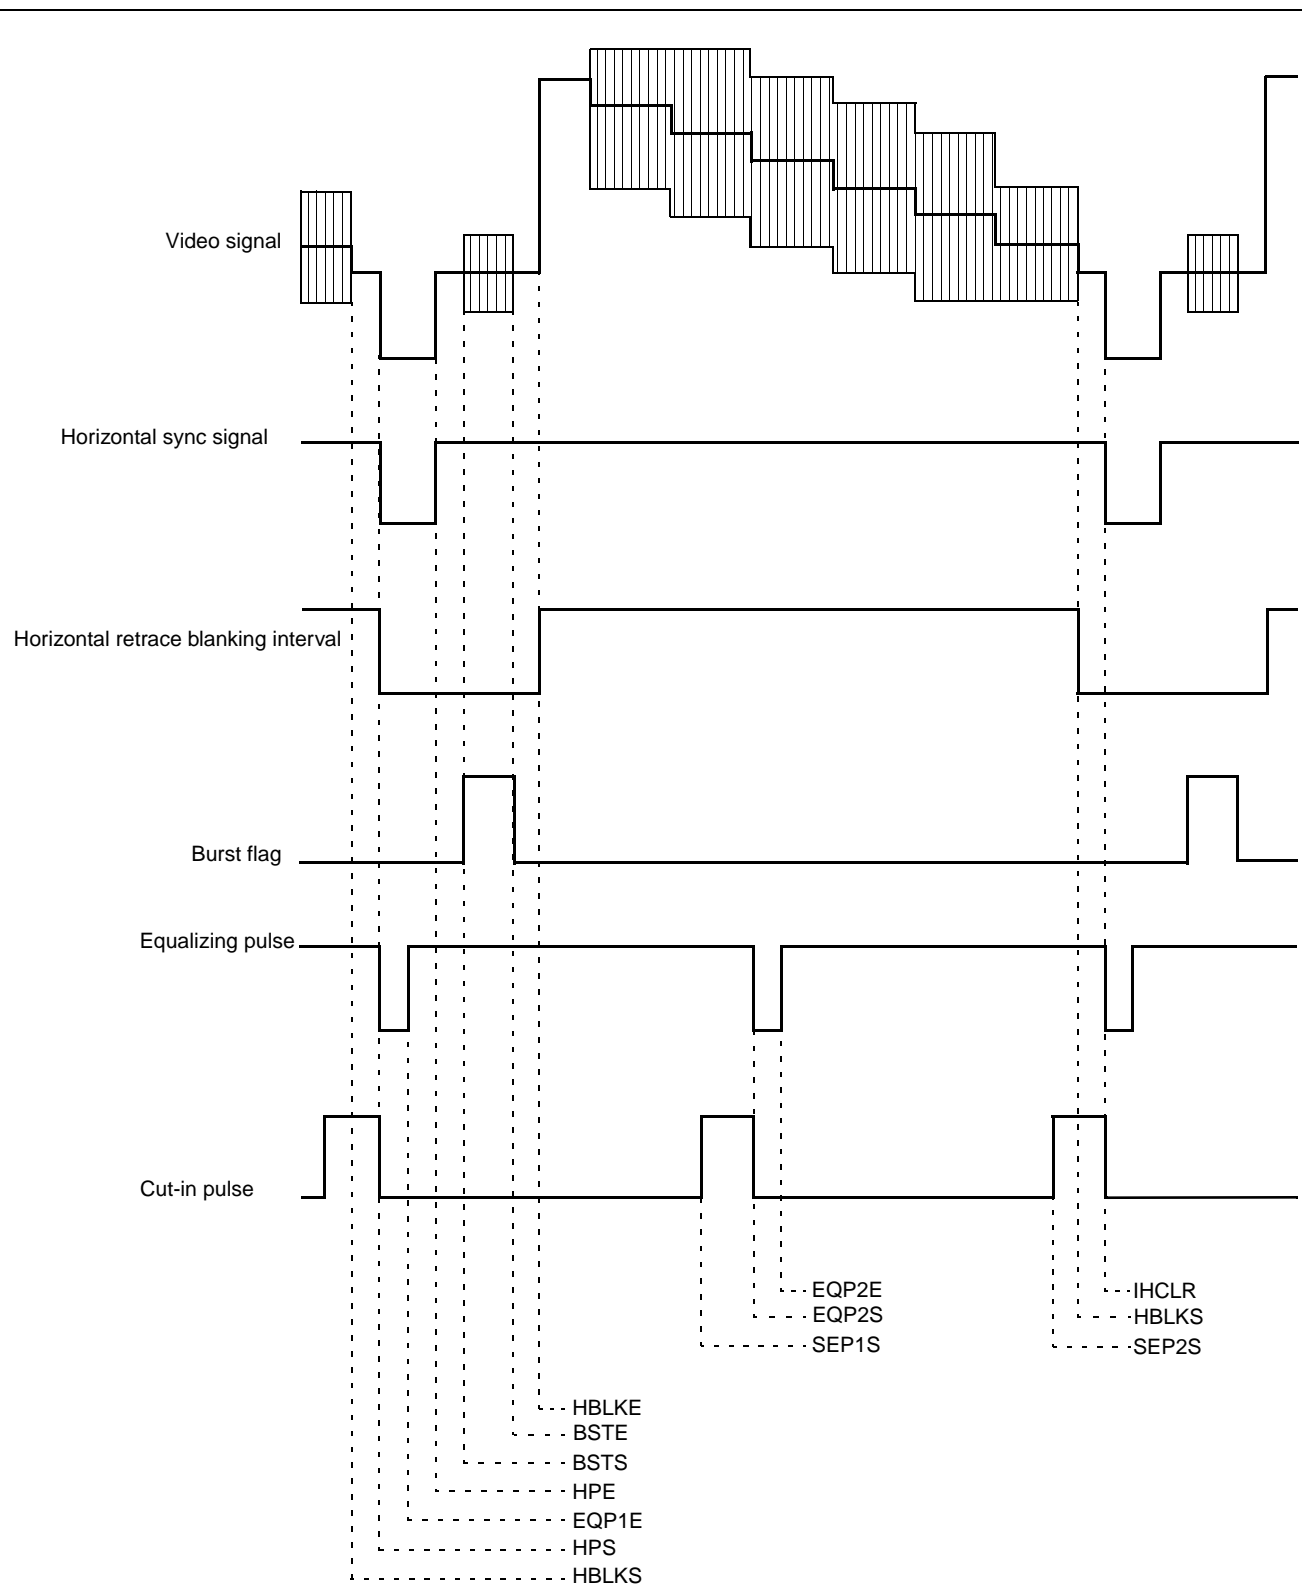 Video signal
Horizontal sync signal
Horizontal retrace blanking interval
Burst flag
Equalizing pulse
Cut-in pulse
EQP2E
EQP2S
SEP1S
IHCLR
HBLKS
SEP2S
HBLKE
BSTE
BSTS
HPE
EQP1E
HPS
HBLKS